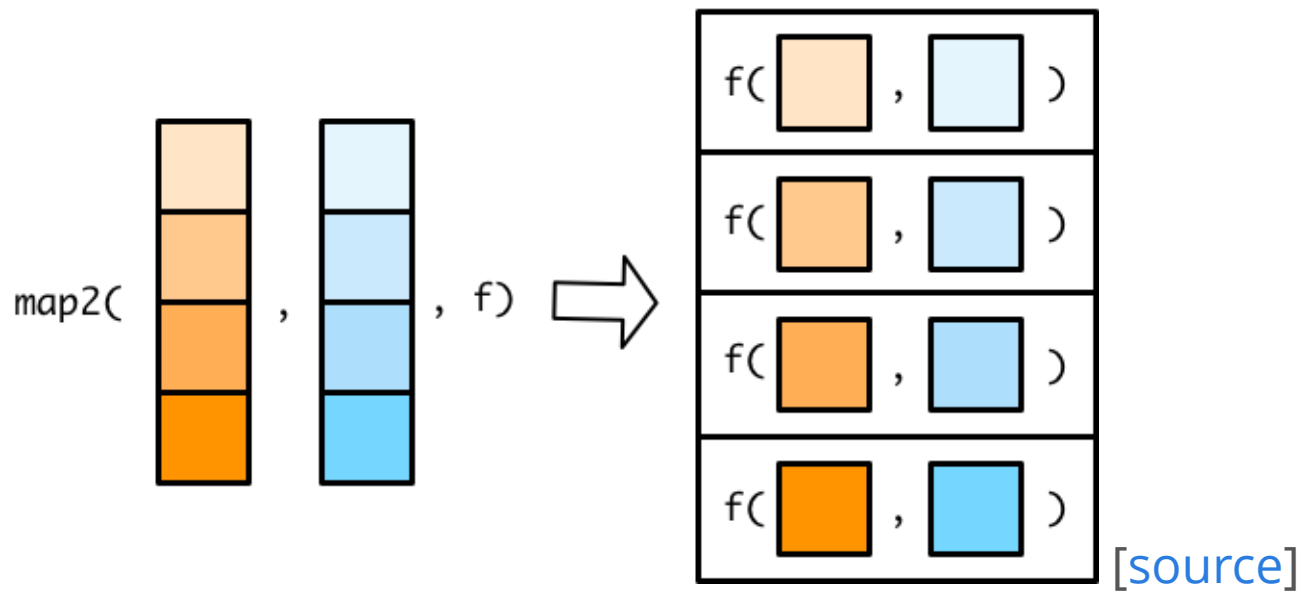 map2( , , f)
f( , )
f( , )
f( , )
f( , )
[source]